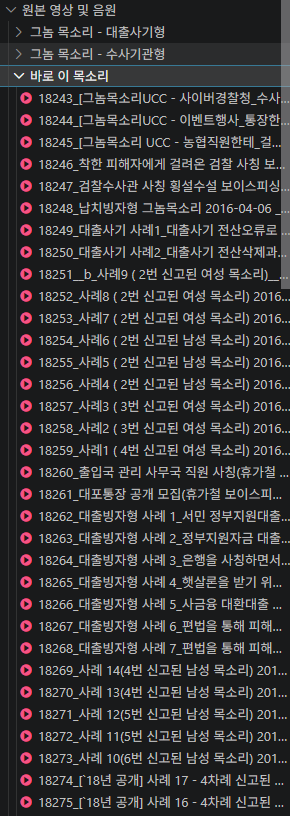 원본 영상 및 음원
그놈 목소리 - 대출사기형
그놈 목소리 - 수사기관형
바로 이 목소리
18243_[그놈목소리UCC - 사이버경찰청_수사...
18244_[그놈목소리UCC - 이벤트행사_통장한...
18245_[그놈목소리 UCC - 농협직원한테_걸...
18246_착한 피해자에게 걸려온 검찰 사칭 보...
18247_검찰수사관 사칭 횡설수설 보이스피싱...
18248_납치빙자형 그놈목소리 2016-04-06 _...
18249_대출사기 사례1_대출사기 전산오류로 ...
18250_대출사기 사례2_대출사기 전산삭제과...
18251__b_사례9 ( 2번 신고된 여성 목소리)__...
18252_사례8 ( 2번 신고된 여성 목소리) 2016...
18253_사례7 ( 2번 신고된 여성 목소리) 2016...
18254_사례6 ( 2번 신고된 남성 목소리) 2016...
18255_사례5 ( 2번 신고된 남성 목소리) 2016...
18256_사례4 ( 2번 신고된 남성 목소리) 2016...
18257_사례3 ( 3번 신고된 여성 목소리) 2016...
18258_사례2 ( 3번 신고된 여성 목소리) 2016...
18259_사례1 ( 4번 신고된 여성 목소리) 2016...
18260_출입국 관리 사무국 직원 사칭(휴가철 ...
18261_대포통장 공개 모집(휴가철 보이스피...
18262_대출빙자형 사례 1_서민 정부지원대출...
18263_대출빙자형 사례 2_정부지원자금 대출...
18264_대출빙자형 사례 3_은행을 사칭하면서...
18265_대출빙자형 사례 4_햇살론을 받기 위...
18266_대출빙자형 사례 5_사금융 대환대출 ...
18267_대출빙자형 사례 6_편법을 통해 피해...
18268_대출빙자형 사례 7_편법을 통해 피해...
18269_사례 14(4번 신고된 남성 목소리) 201...
18270_사례 13(4번 신고된 남성 목소리) 201...
18271_사례 12(5번 신고된 남성 목소리) 201...
18272_사례 11(5번 신고된 남성 목소리) 201...
18273_사례 10(6번 신고된 남성 목소리) 201...
18274_[`18년 공개] 사례 17 - 4차례 신고된 ...
18275_[`18년 공개] 사례 16 - 4차례 신고된 ...